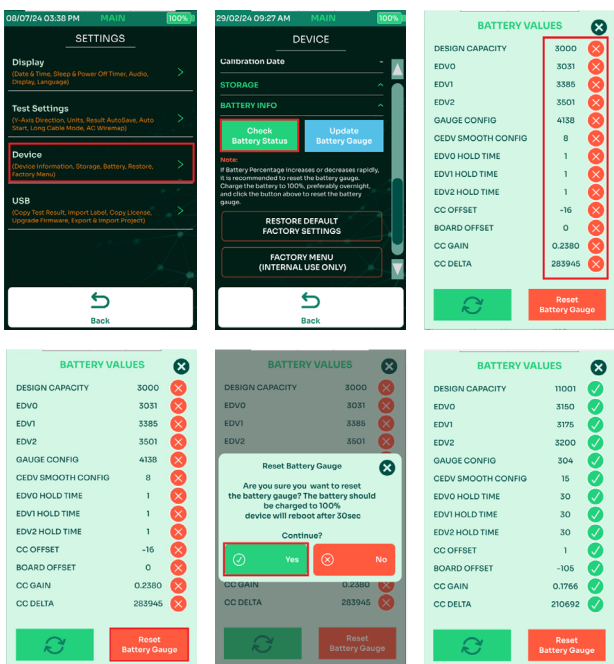 08/07/24 03:38 PM MAIN 100%
SETTINGS
Display
(Date & Time, Sleep & Power Off Timer, Audio,
Display, Language)
Test Settings
(Y-Axis Direction, Units, Result AutoSave, Auto
Start, Long Cable Mode, AC Wiremap)
Device
(Device Information, Storage, Battery, Restore,
Factory Menu)
USB
(Copy Test Result, Import Label, Copy License,
Upgrade Firmware, Export & Import Project)
Back
29/02/24 09:27 AM MAIN 100%
DEVICE
Calibration Date -
STORAGE
BATTERY INFO
Check
Battery Status
Update
Battery Gauge
Note:
If Battery Percentage increases or decreases rapidly,
it is recommended to reset the battery gauge.
Charge the battery to 100%, preferably overnight,
and click the button above to reset the battery
gauge.
RESTORE DEFAULT
FACTORY SETTINGS
FACTORY MENU
(INTERNAL USE ONLY)
Back
BATTERY VALUES
DESIGN CAPACITY 3000
EDV0 3031
EDV1 3385
EDV2 3501
GAUGE CONFIG 4138
CEDV SMOOTH CONFIG 8
EDV0 HOLD TIME 1
EDV1 HOLD TIME 1
EDV2 HOLD TIME 1
CC OFFSET -16
BOARD OFFSET 0
CC GAIN 0.2380
CC DELTA 283945
Reset
Battery Gauge
BATTERY VALUES
DESIGN CAPACITY 3000
EDV0 3031
EDV1 3385
EDV2 3501
GAUGE CONFIG 4138
CEDV SMOOTH CONFIG 8
EDV0 HOLD TIME 1
EDV1 HOLD TIME 1
EDV2 HOLD TIME 1
CC OFFSET -16
BOARD OFFSET 0
CC GAIN 0.2380
CC DELTA 283945
Reset
Battery Gauge
BATTERY VALUES
DESIGN CAPACITY 3000
EDV0 3031
EDV1 3385
EDV2 3501
Reset Battery Gauge
Are you sure you want to reset
the battery gauge? The battery should
be charged to 100%
device will reboot after 30sec
Continue?
Yes
No
CC GAIN 0.2380
CC DELTA 283945
Reset
Battery Gauge
BATTERY VALUES
DESIGN CAPACITY 11001
EDV0 3150
EDV1 3175
EDV2 3200
GAUGE CONFIG 304
CEDV SMOOTH CONFIG 15
EDV0 HOLD TIME 30
EDV1 HOLD TIME 30
EDV2 HOLD TIME 30
CC OFFSET 1
BOARD OFFSET -105
CC GAIN 0.1766
CC DELTA 210692
Reset
Battery Gauge